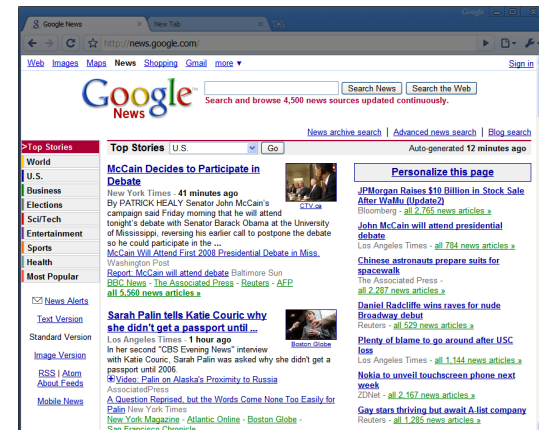 Google
Google News
New Tab
http://news.google.com/
Web Images Maps News Shopping Gmail more ▼
Sign in
Google
News
Search News
Search the Web
Search and browse 4,500 news sources updated continuously.
News archive search | Advanced news search | Blog search
>Top Stories
World
U.S.
Business
Elections
Sci/Tech
Entertainment
Sports
Health
Most Popular
News Alerts
Text Version
Standard Version
Image Version
RSS | Atom
About Feeds
Mobile News
Top Stories U.S. Go
Auto-generated 12 minutes ago
McCain Decides to Participate in
Debate
New York Times - 41 minutes ago
By PATRICK HEALY Senator John McCain's
campaign said Friday morning that he will attend
tonight's debate with Senator Barack Obama at the University
of Mississippi, reversing his earlier call to postpone the debate
so he could participate in the ...
McCain Will Attend First 2008 Presidential Debate in Miss.
Washington Post
Report: McCain will attend debate Baltimore Sun
BBC News - The Associated Press - Reuters - AFP
all 5,560 news articles »
CTV.ca
Sarah Palin tells Katie Couric why
she didn't get a passport until ...
Los Angeles Times - 1 hour ago
In her second "CBS Evening News" interview
with Katie Couric, Sarah Palin was asked why she didn't get a
passport until 2006.
Video: Palin on Alaska's Proximity to Russia
AssociatedPress
A Question Reprised, but the Words Come None Too Easily for
Palin New York Times
New York Magazine - Atlantic Online - Boston Globe -
San Francisco Chronicle
Boston Globe
Personalize this page
JPMorgan Raises $10 Billion in Stock Sale
After WaMu (Update2)
Bloomberg - all 2,765 news articles »
John McCain will attend presidential
debate
Los Angeles Times - all 784 news articles »
Chinese astronauts prepare suits for
spacewalk
The Associated Press -
all 2,287 news articles »
Daniel Radcliffe wins raves for nude
Broadway debut
Reuters - all 529 news articles »
Plenty of blame to go around after USC
loss
Los Angeles Times - all 1,144 news articles »
Nokia to unveil touchscreen phone next
week
ZDNet - all 2,167 news articles »
Gay stars thriving but await A-list company
Reuters - all 1,285 news articles »